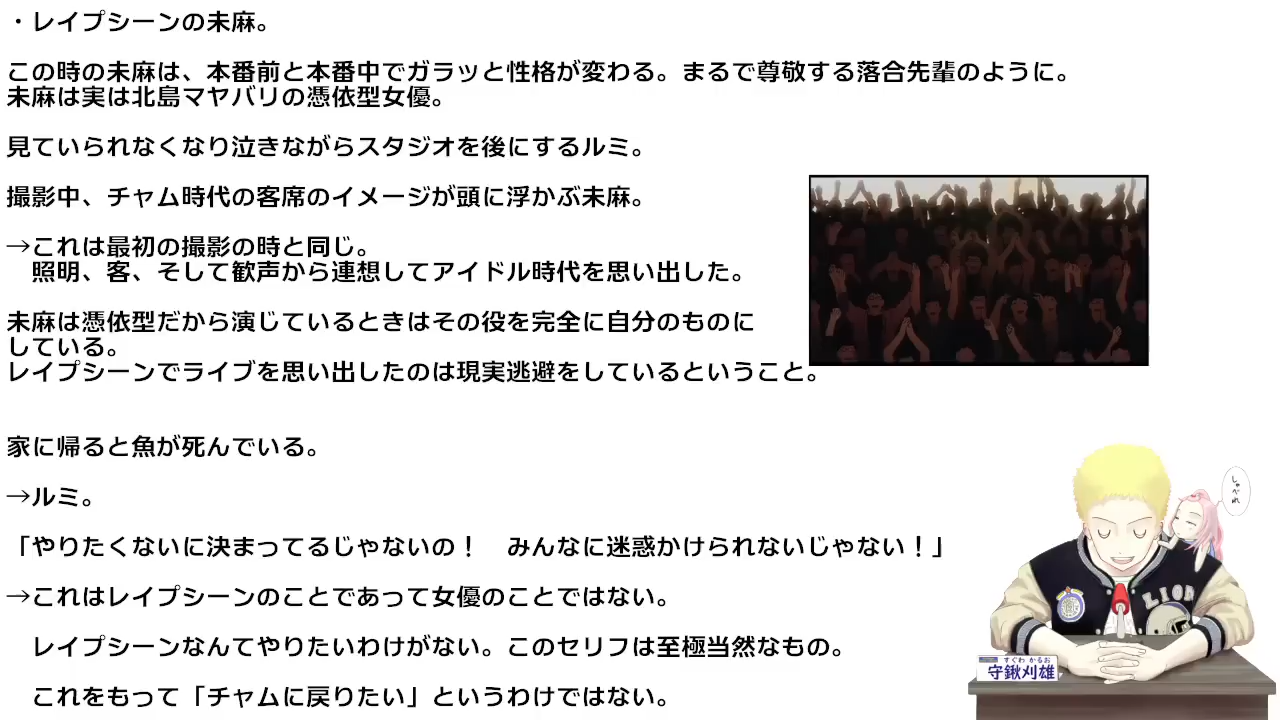 ・レイプシーンの未麻。
この時の未麻は、本番前と本番中でガラッと性格が変わる。まるで尊敬する落合先輩のように。
未麻は実は北島マヤバリの憑依型女優。
見ていられなくなり泣きながらスタジオを後にするルミ。
撮影中、チャム時代の客席のイメージが頭に浮かぶ未麻。
→これは最初の撮影の時と同じ。
照明、客、そして歓声から連想してアイドル時代を思い出した。
未麻は憑依型だから演じているときはその役を完全に自分のものに
している。
レイプシーンでライブを思い出したのは現実逃避をしているということ。
家に帰ると魚が死んでいる。
→ルミ。
「やりたくないに決まってるじゃないの！　みんなに迷惑かけられないじゃない！」
→これはレイプシーンのことであって女優のことではない。
レイプシーンなんてやりたいわけがない。このセリフは至極当然なもの。
これをもって「チャムに戻りたい」というわけではない。
しゃべれ
LION
すぐわ かるお
守鍬刈雄